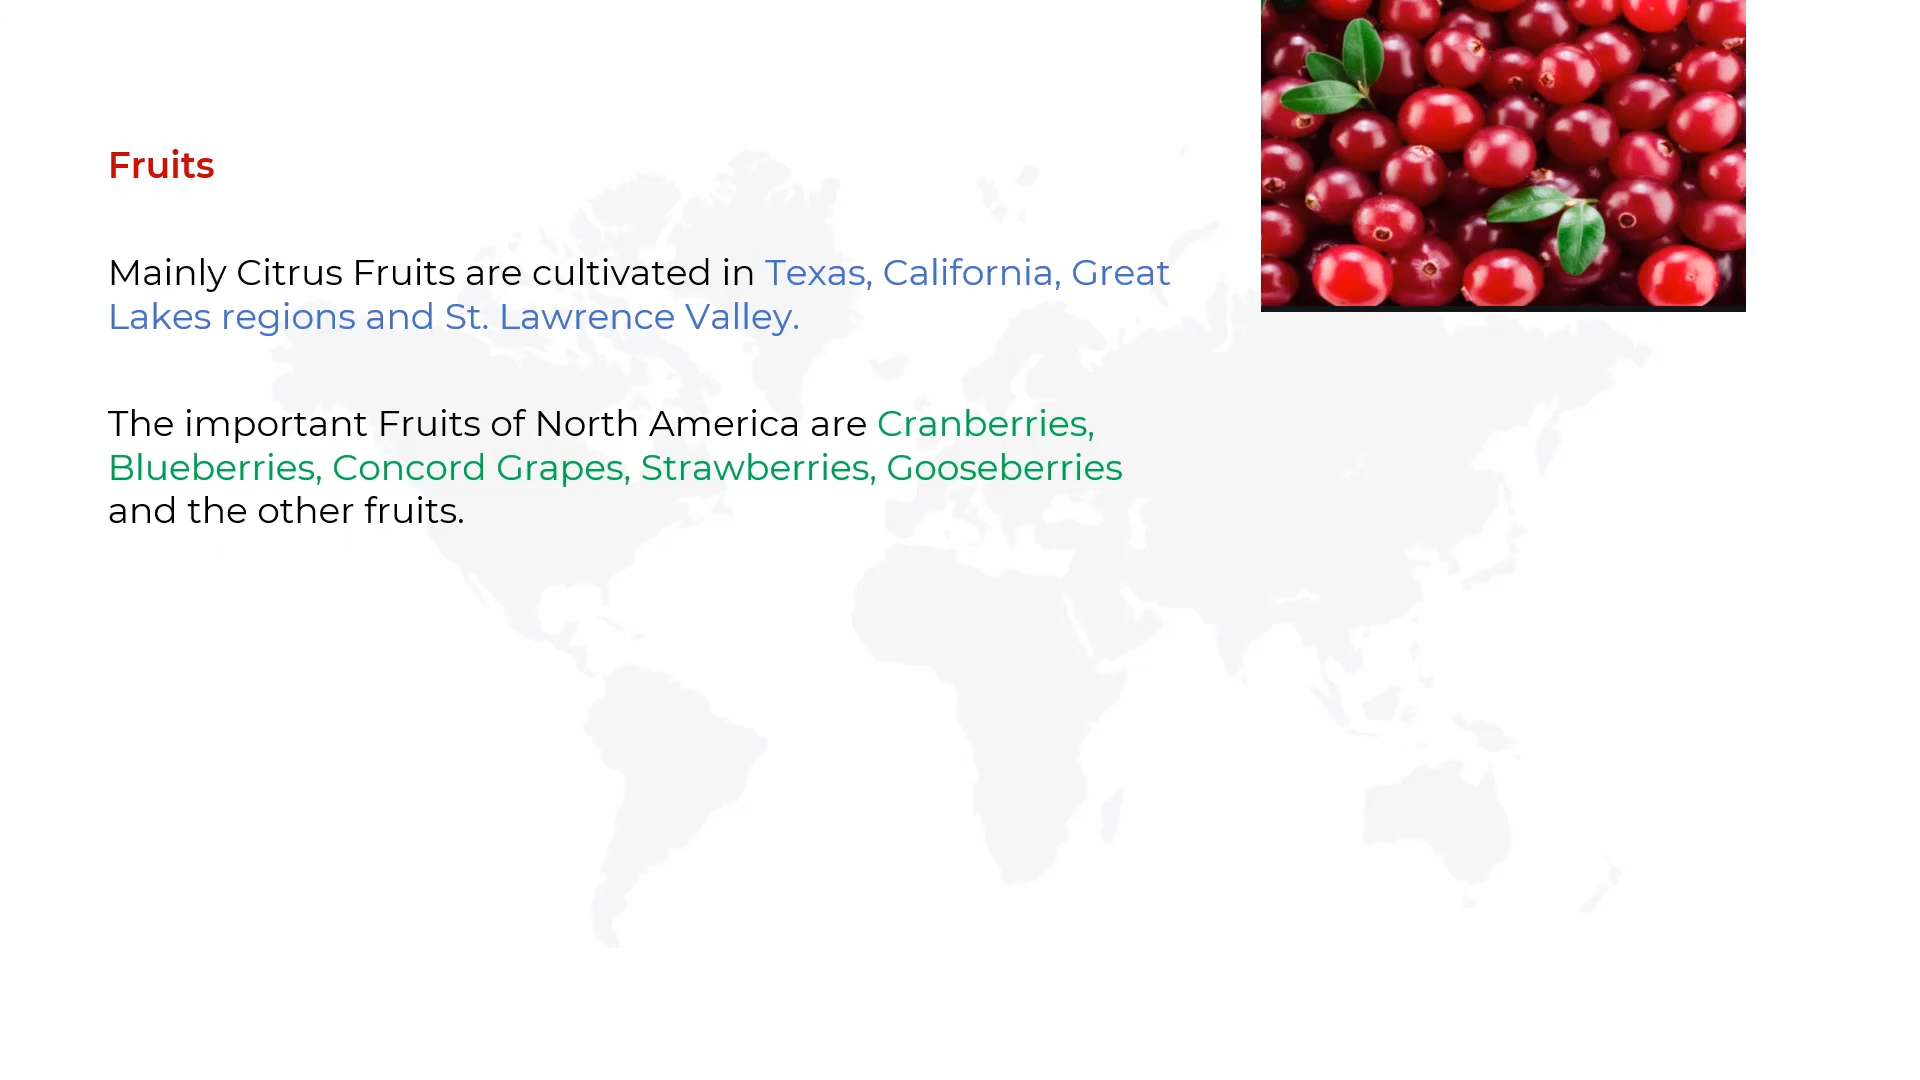 Fruits
Mainly Citrus Fruits are cultivated in Texas, California, Great
Lakes regions and St. Lawrence Valley.
The important Fruits of North America are Cranberries,
Blueberries, Concord Grapes, Strawberries, Gooseberries
and the other fruits.